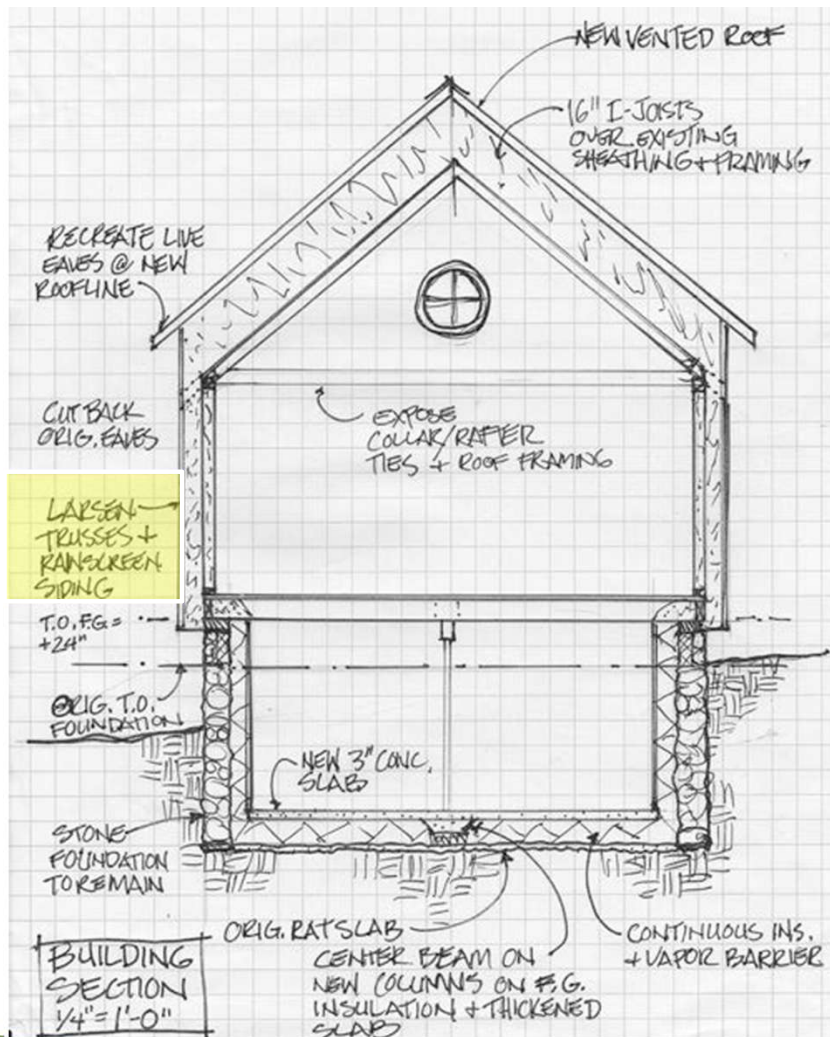 NEW VENTED ROOF
16" I-JOISTS
OVER EXISTING
SHEATHING + FRAMING
RECREATE LIVE
EAVES @ NEW
ROOFLINE
CUT BACK
ORIG. EAVES
EXPOSE
COLLAR/RAFTER
TIES + ROOF FRAMING
LARSEN
TRUSSES +
RAINSCREEN
SIDING
T.O.F.G. =
+24"
ORIG. T.O.
FOUNDATION
NEW 3" CONC.
SLAB
STONE
FOUNDATION
TO REMAIN
ORIG. RATSLAB
CENTER BEAM ON
NEW COLUMNS ON F.G.
INSULATION + THICKENED
SLAB
CONTINUOUS INS.
+ VAPOR BARRIER
BUILDING
SECTION
1/4" = 1'-0"